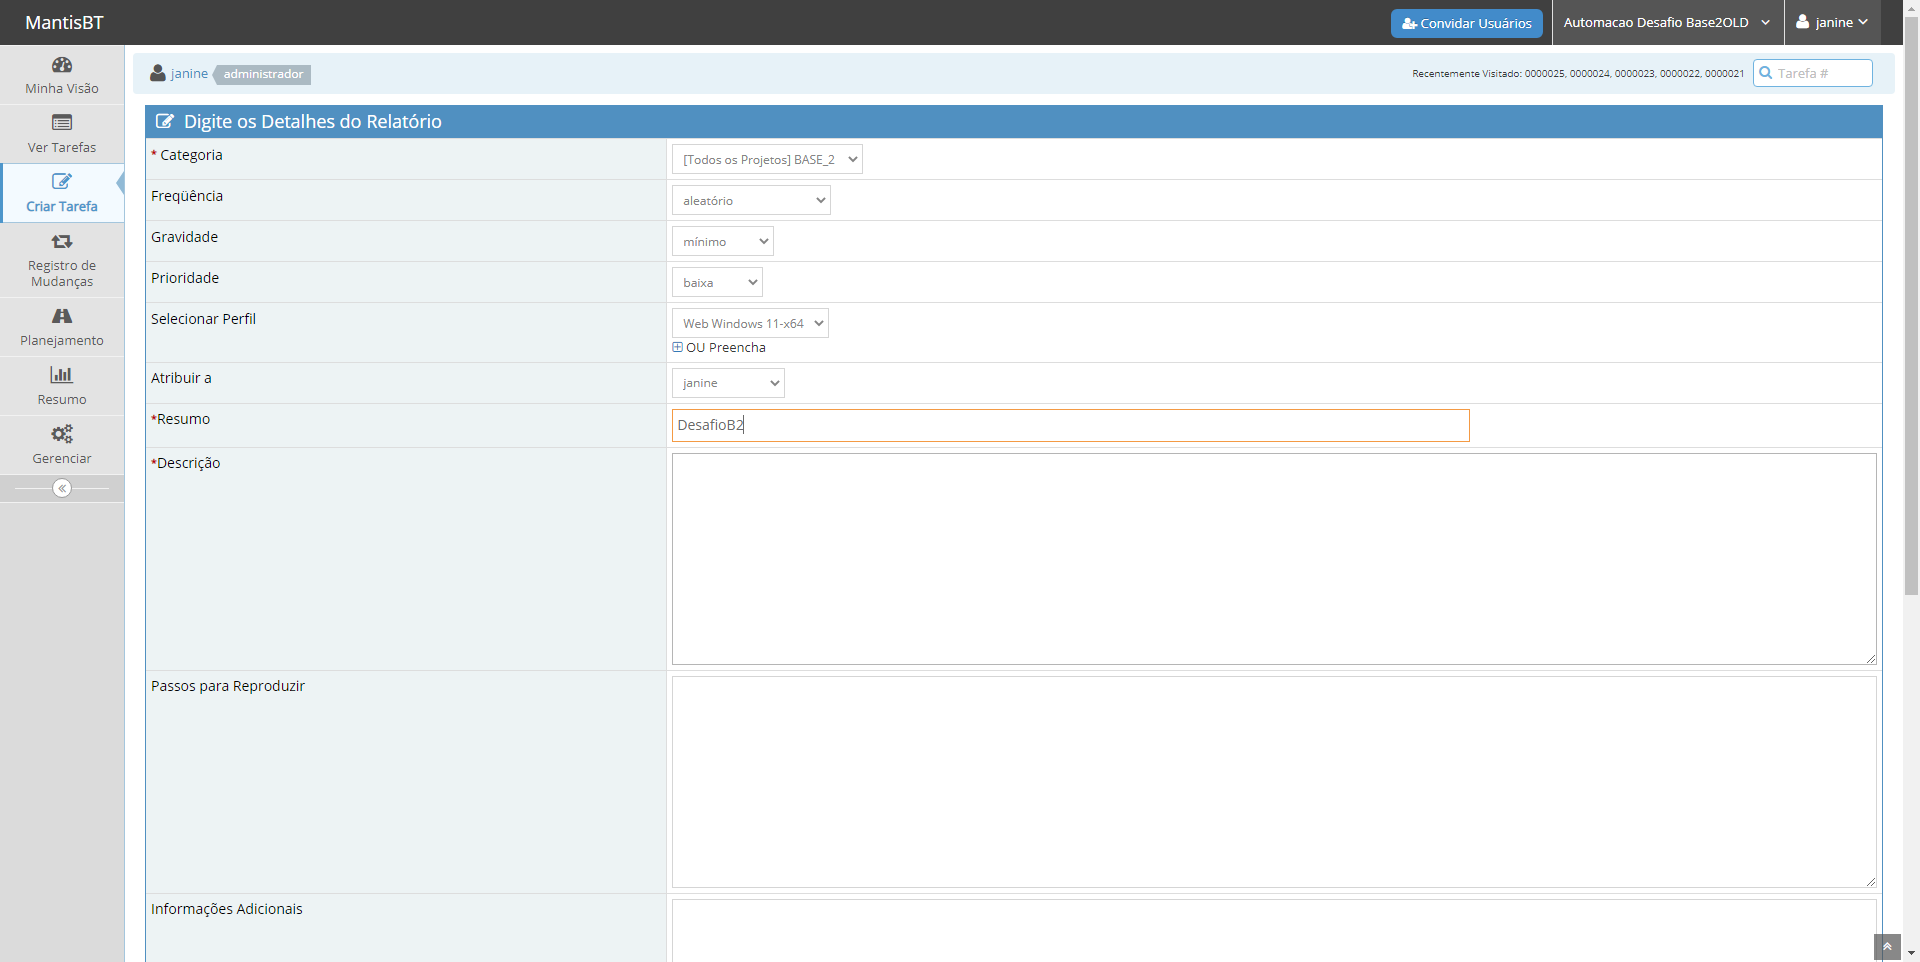 MantisBT
Convidar Usuários
Automacao Desafio Base2OLD
janine
Minha Visão
Ver Tarefas
Criar Tarefa
Registro de
Mudanças
Planejamento
Resumo
Gerenciar
janine
administrador
Recentemente Visitado: 0000025, 0000024, 0000023, 0000022, 0000021
Tarefa #
Digite os Detalhes do Relatório
* Categoria
[Todos os Projetos] BASE_2
Freqüência
aleatório
Gravidade
mínimo
Prioridade
baixa
Selecionar Perfil
Web Windows 11-x64
OU Preencha
Atribuir a
janine
*Resumo
DesafioB2
*Descrição
Passos para Reproduzir
Informações Adicionais